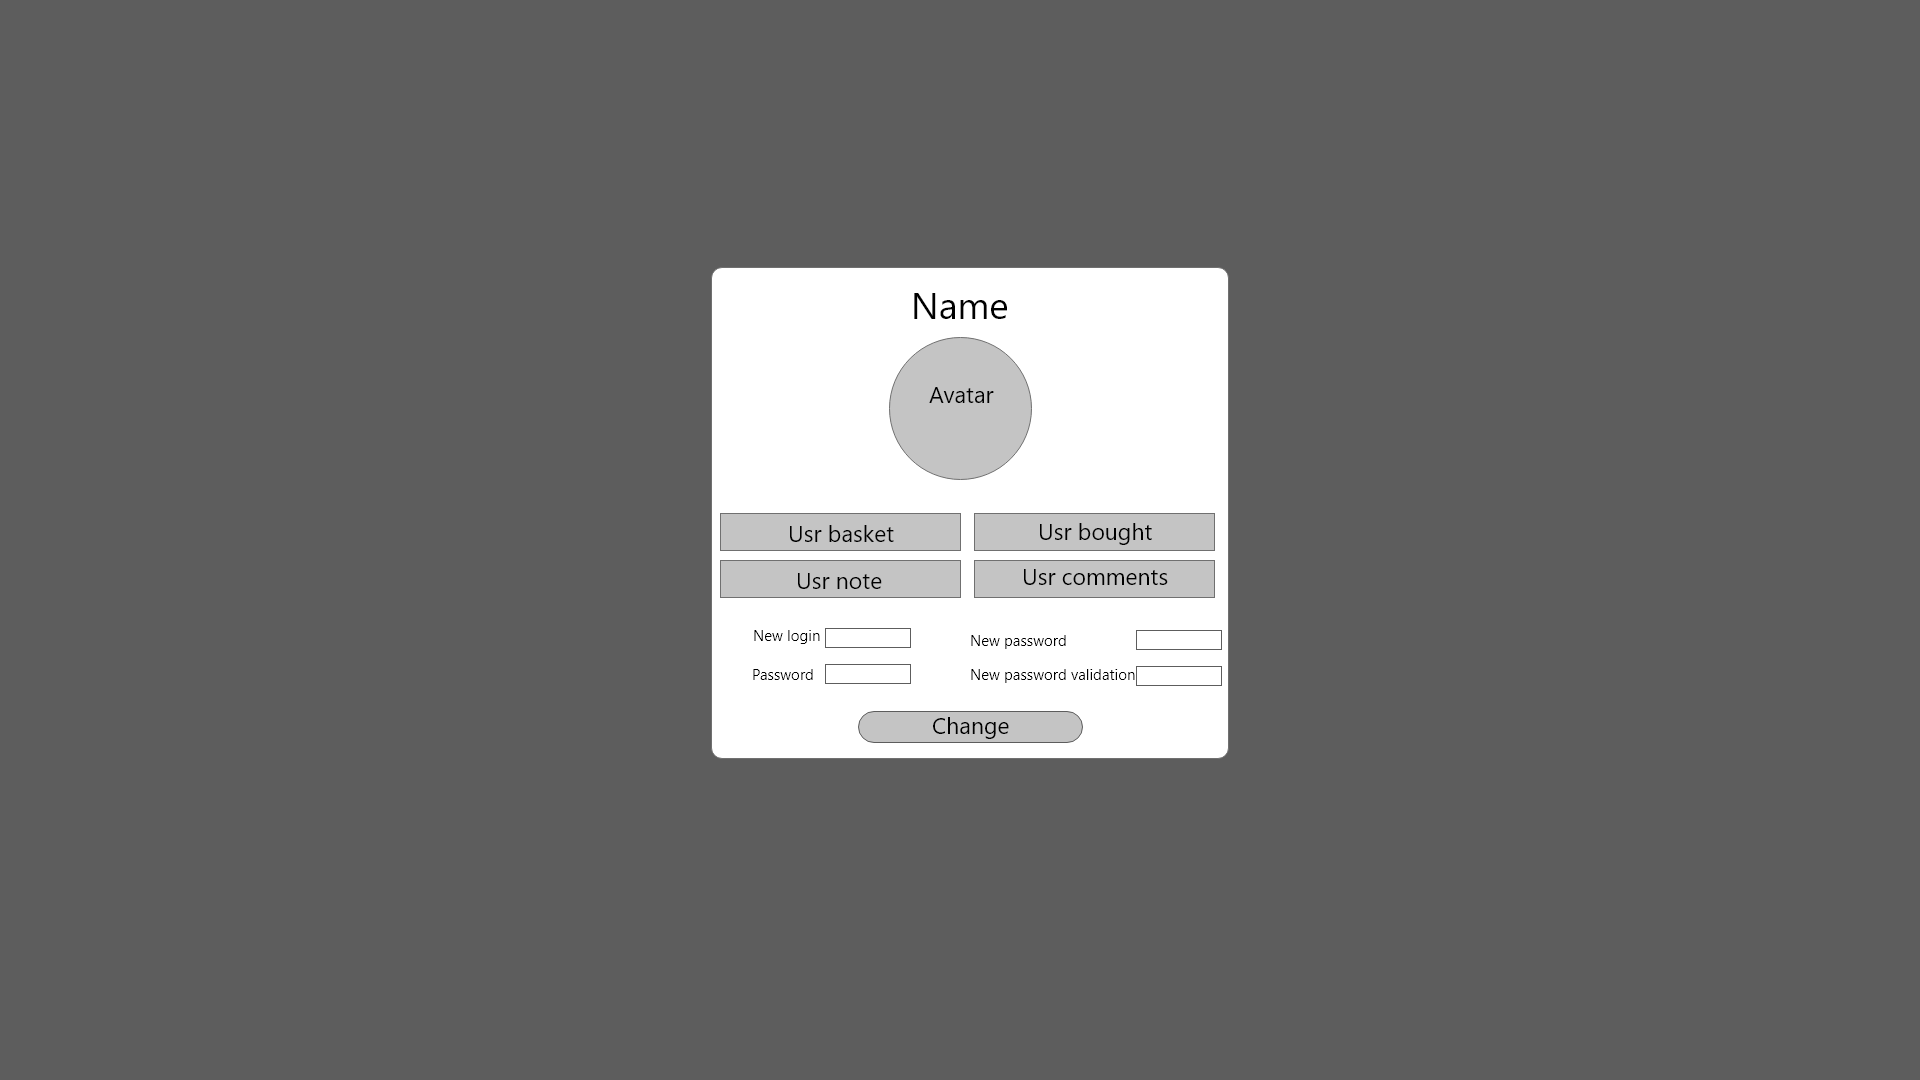 Name
Avatar
Usr basket
Usr bought
Usr note
Usr comments
New login
New password
Password
New password validation
Change